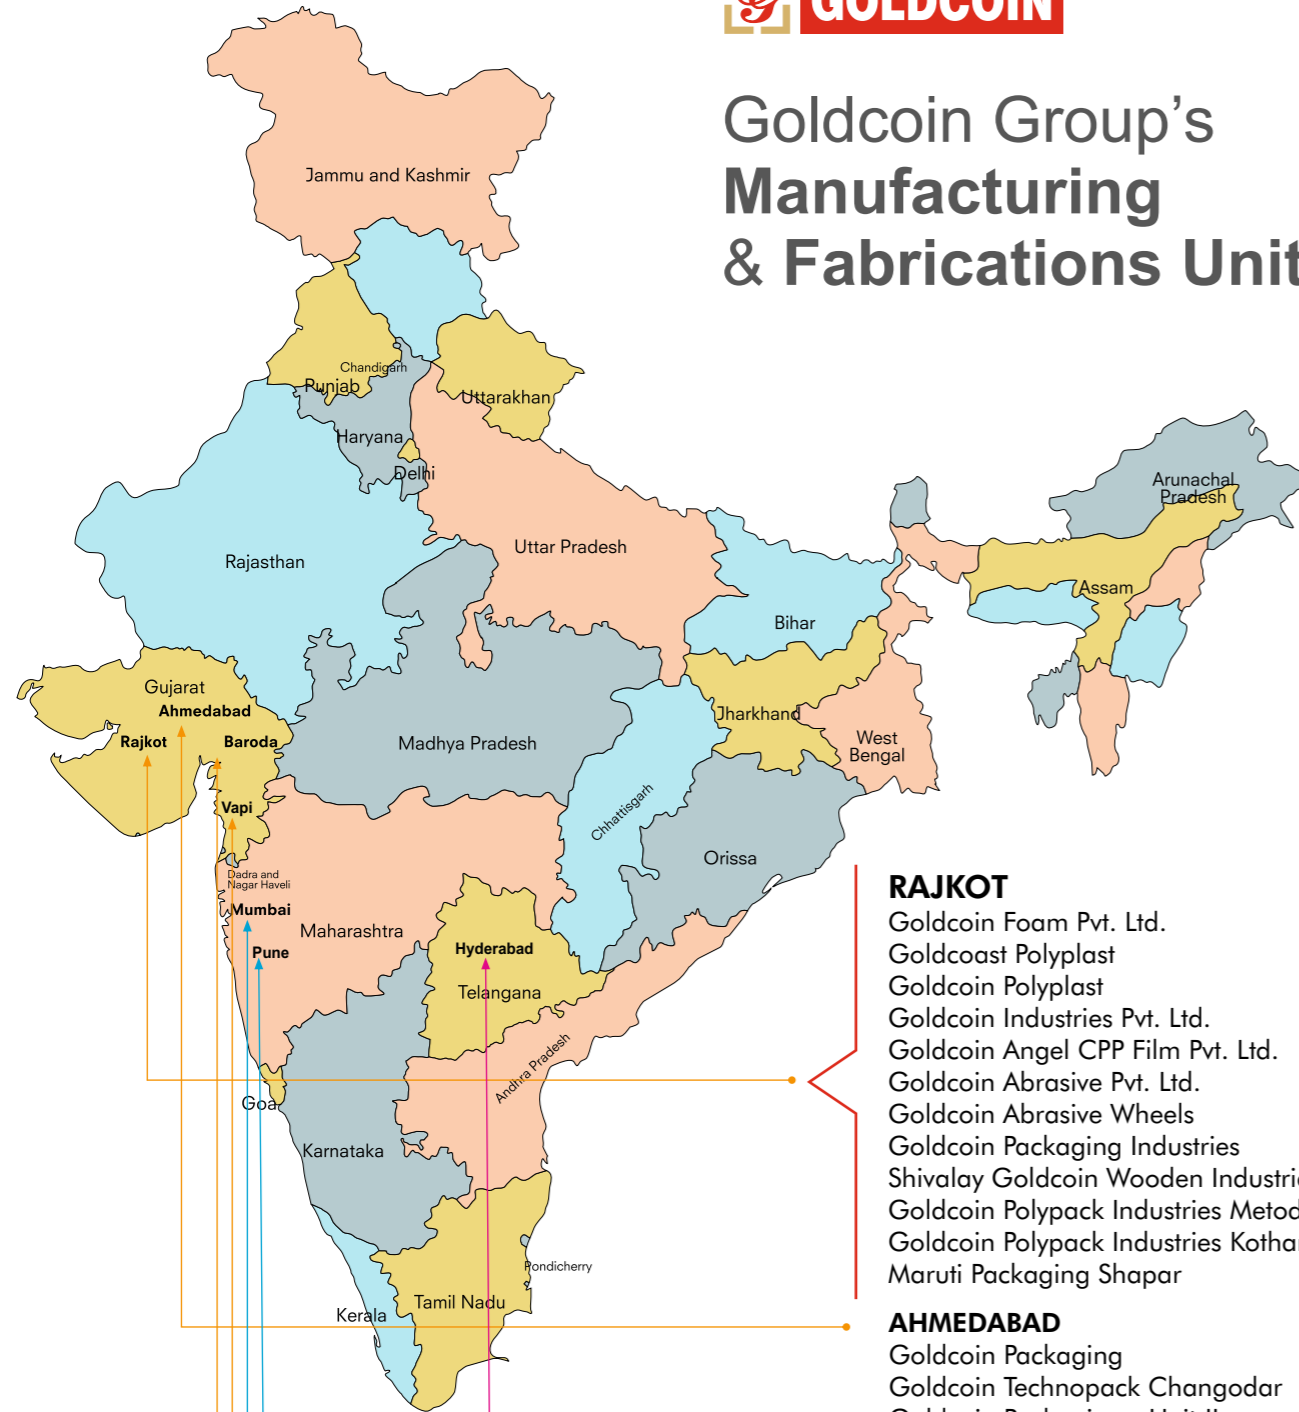 GOLDCOIN
Goldcoin Group’s
Manufacturing
& Fabrications Unit
Jammu and Kashmir
Chandigarh
Punjab
Uttarakhan
Haryana
Delhi
Arunachal
Pradesh
Rajasthan
Uttar Pradesh
Assam
Bihar
Gujarat
Ahmedabad
Rajkot
Baroda
Madhya Pradesh
Jharkhand
West
Bengal
Vapi
Chhattisgarh
Orissa
Dadra and
Nagar Haveli
Mumbai
Maharashtra
Pune
Hyderabad
Telangana
Andhra Pradesh
Goa
Karnataka
Pondicherry
Tamil Nadu
Kerala
RAJKOT
Goldcoin Foam Pvt. Ltd.
Goldcoast Polyplast
Goldcoin Polyplast
Goldcoin Industries Pvt. Ltd.
Goldcoin Angel CPP Film Pvt. Ltd.
Goldcoin Abrasive Pvt. Ltd.
Goldcoin Abrasive Wheels
Goldcoin Packaging Industries
Shivalay Goldcoin Wooden Industri
Goldcoin Polypack Industries Metod
Goldcoin Polypack Industries Kotha
Maruti Packaging Shapar
AHMEDABAD
Goldcoin Packaging
Goldcoin Technopack Changodar